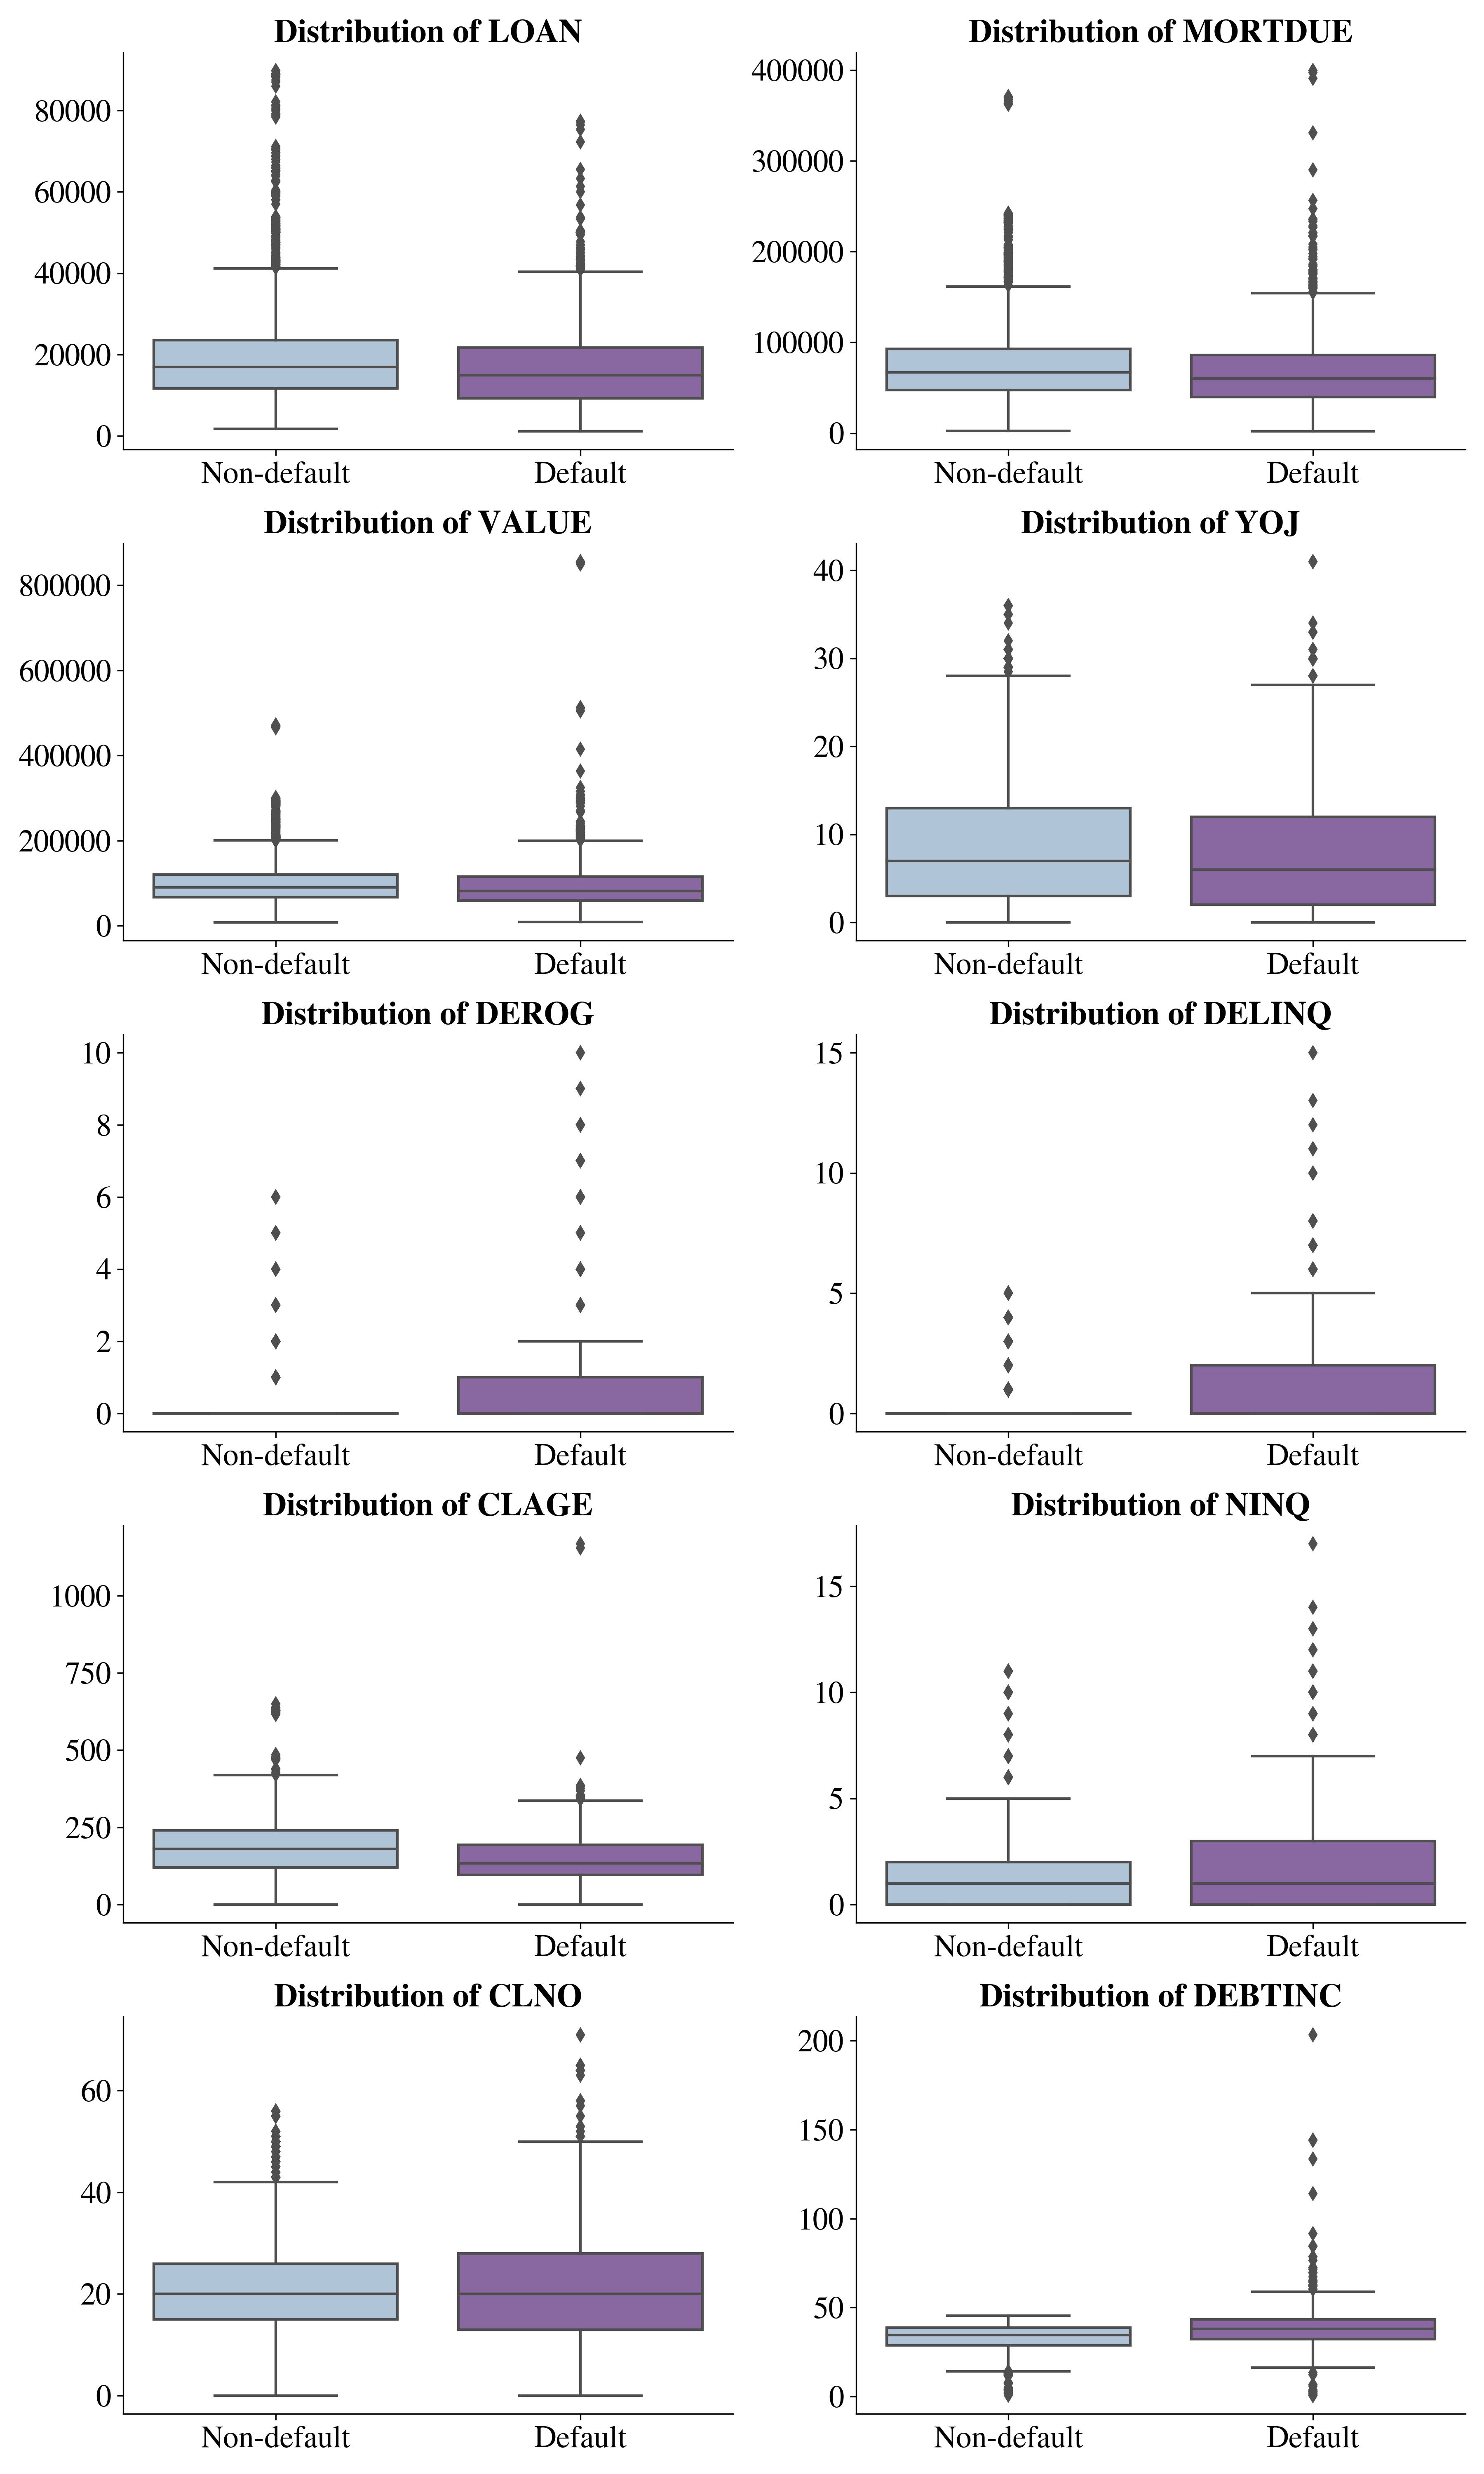 Distribution of LOAN
80000
60000
40000
20000
0
Non-default Default
Distribution of MORTDUE
400000
300000
200000
100000
0
Non-default Default
Distribution of VALUE
800000
600000
400000
200000
0
Non-default Default
Distribution of YOJ
40
30
20
10
0
Non-default Default
Distribution of DEROG
10
8
6
4
2
0
Non-default Default
Distribution of DELINQ
15
10
5
0
Non-default Default
Distribution of CLAGE
1000
750
500
250
0
Non-default Default
Distribution of NINQ
15
10
5
0
Non-default Default
Distribution of CLNO
60
40
20
0
Non-default Default
Distribution of DEBTINC
200
150
100
50
0
Non-default Default